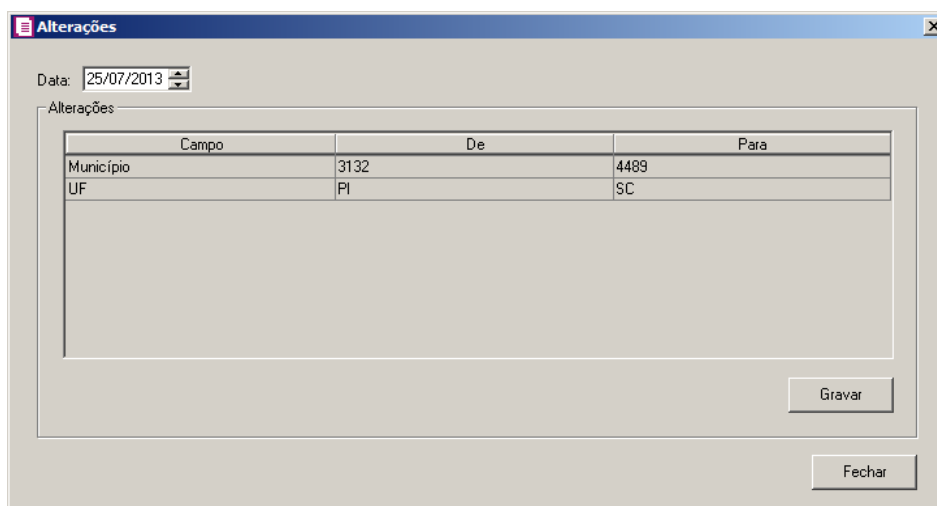 Alterações
Data: 25/07/2013
Alterações
Campo De Para
Município 3132 4489
UF PI SC
Gravar
Fechar